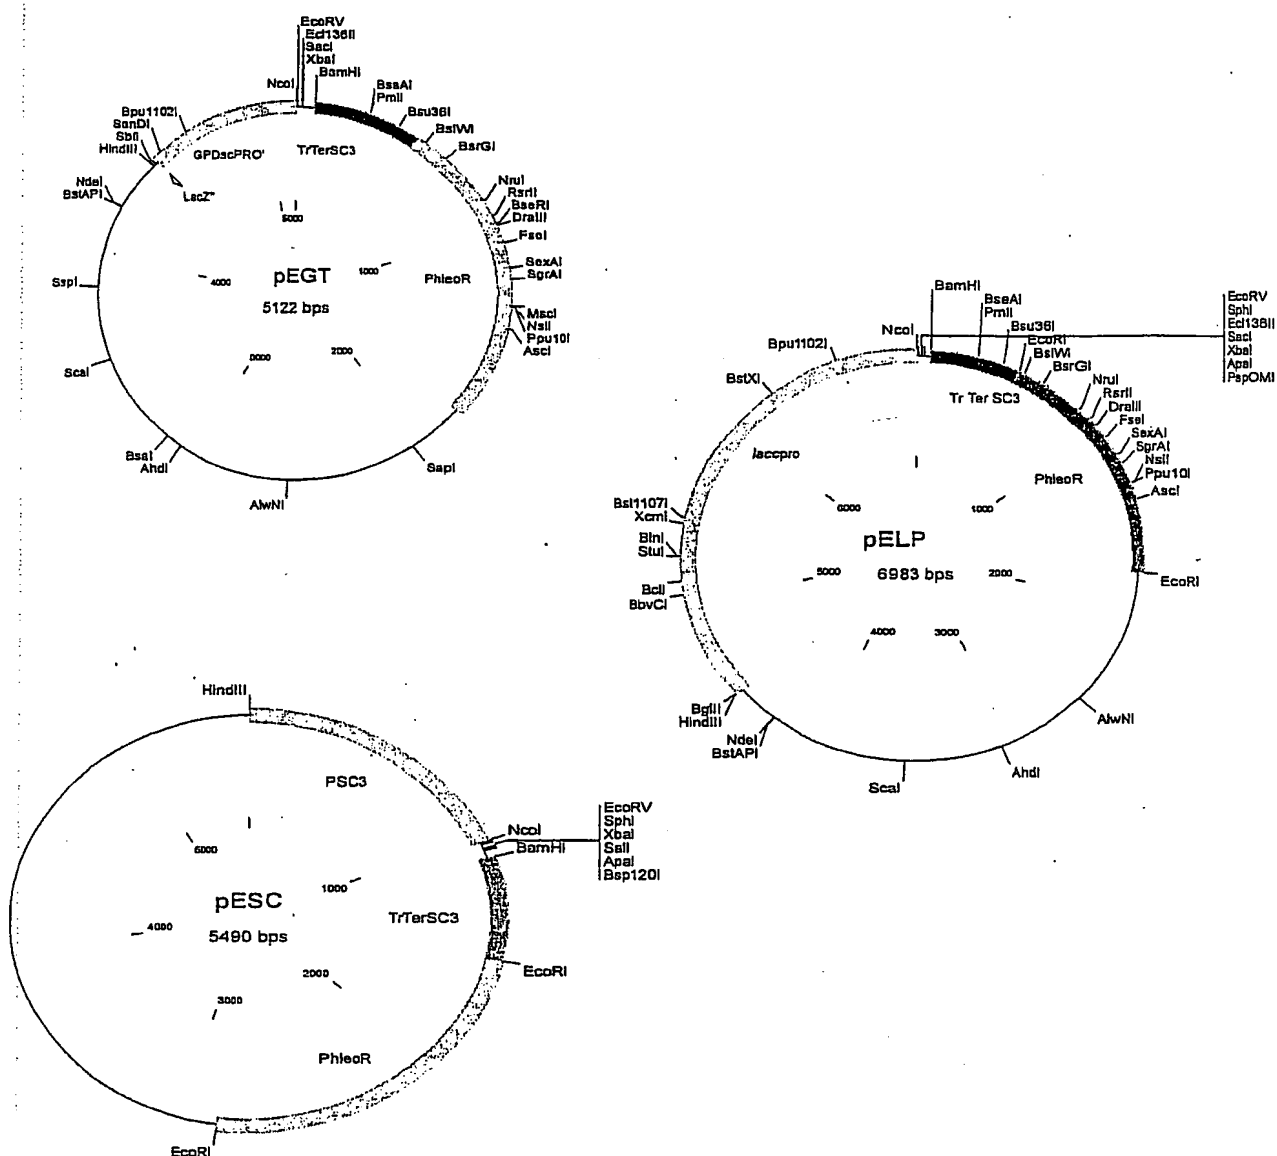 EcoRV
Ecl136II
SacI
XbaI
NcoI
BamHI
BssAI
PmlI
Bsu36I
BsiWI
BsrGI
Bpu1102I
SanDI
SbfI
HindIII
GPDscPRO'
TrTerSC3
LacZ"
NdeI
BstAPI
NruI
RsrII
BseRI
DraIII
FseI
SexAI
SgrAI
PhleoR
MscI
NsiI
Ppu10I
AscI
SspI
ScaI
BsaI
AhdI
AlwNI
SapI
5000
1000
4000
2000
pEGT
5122 bps
BamHI
BseAI
PmlI
Bsu36I
EcoRI
BsiWI
BsrGI
NcoI
EcoRV
SphI
Ecl136II
SacI
XbaI
ApaI
PspOMI
Bpu1102I
BstXI
Tr Ter SC3
NruI
RsrII
DraIII
FseI
SexAI
SgrAI
NsiI
Ppu10I
AscI
laccpro
PhleoR
Bst1107I
XcmI
BlnI
StuI
BclI
BbvCI
6000
1000
pELP
6983 bps
5000
2000
4000
3000
EcoRI
BglII
HindIII
NdeI
BstAPI
ScaI
AhdI
AlwNI
HindIII
PSC3
NcoI
BamHI
EcoRV
SphI
XbaI
SalI
ApaI
Bsp120I
1000
pESC
5490 bps
TrTerSC3
4000
2000
3000
EcoRI
PhleoR
EcoRI